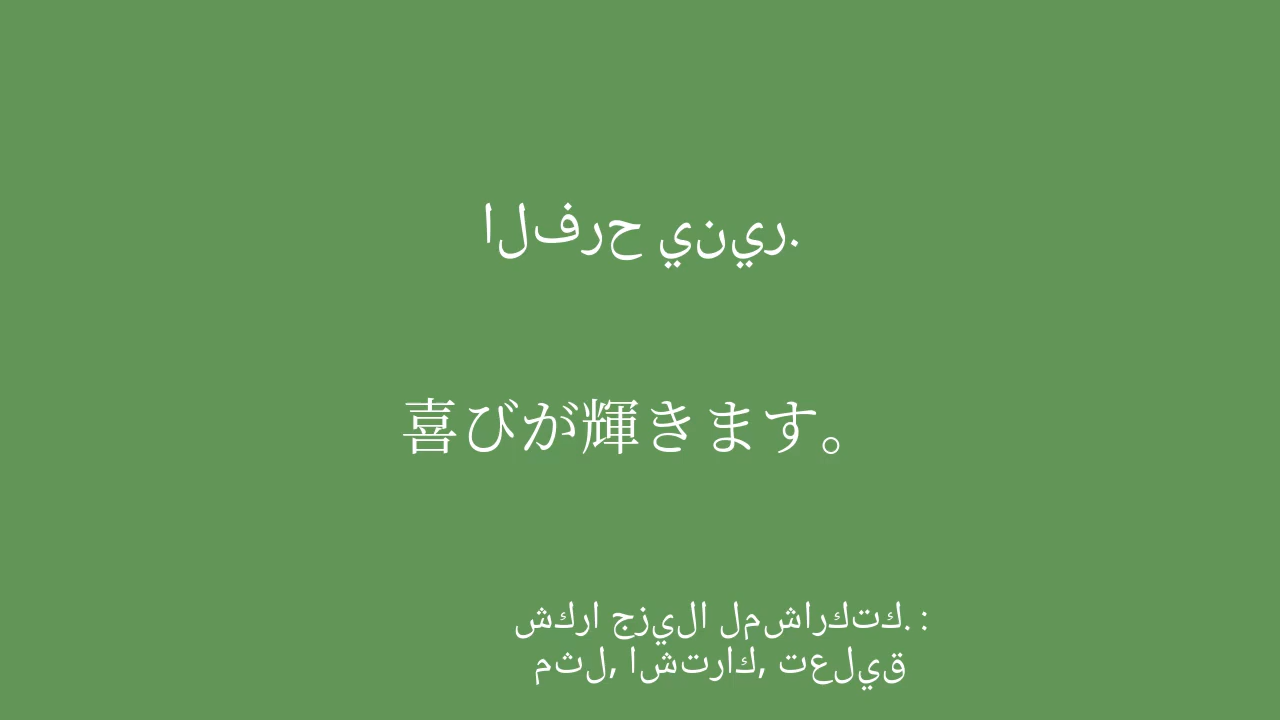 الفرح ينير.
喜びが輝きます。
شكرا جزيلا لمشاركتك. :
مثل, اشتراك, تعليق